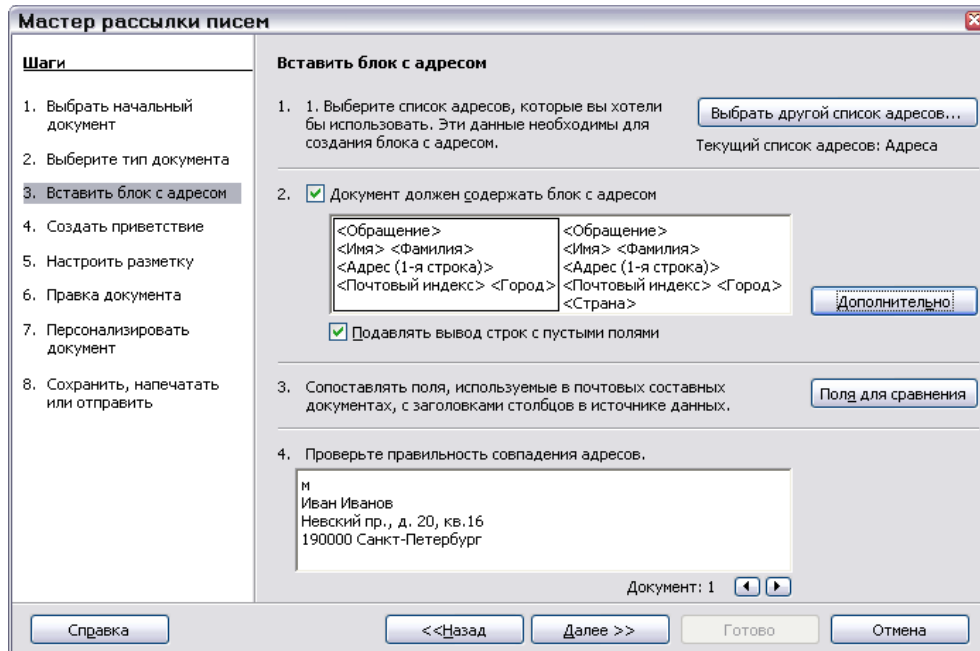 Мастер рассылки писем
Шаги
1. Выбрать начальный
документ
2. Выберите тип документа
3. Вставить блок с адресом
4. Создать приветствие
5. Настроить разметку
6. Правка документа
7. Персонализировать
документ
8. Сохранить, напечатать
или отправить
Вставить блок с адресом
1. 1. Выберите список адресов, которые вы хотели
бы использовать. Эти данные необходимы для
создания блока с адресом.
Выбрать другой список адресов...
Текущий список адресов: Адреса
2. Документ должен содержать блок с адресом
<Обращение>
<Имя> <Фамилия>
<Адрес (1-я строка)>
<Почтовый индекс> <Город>
<Обращение>
<Имя> <Фамилия>
<Адрес (1-я строка)>
<Почтовый индекс> <Город>
<Страна>
Дополнительно
Подавлять вывод строк с пустыми полями
3. Сопоставлять поля, используемые в почтовых составных
документах, с заголовками столбцов в источнике данных.
Поля для сравнения
4. Проверьте правильность совпадения адресов.
м
Иван Иванов
Невский пр., д. 20, кв.16
190000 Санкт-Петербург
Документ: 1
Справка
<<Назад
Далее >>
Готово
Отмена